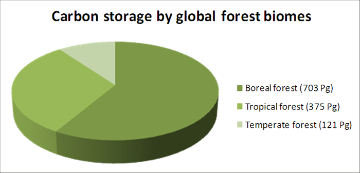 Carbon storage by global forest biomes
Boreal forest (703 Pg)
Tropical forest (375 Pg)
Temperate forest (121 Pg)